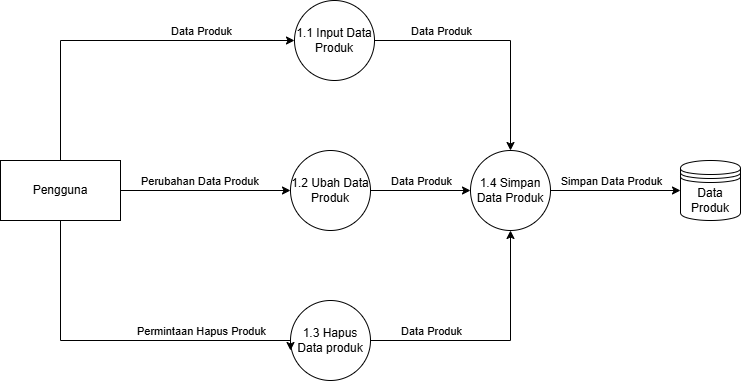 Data Produk
Data Produk
1.1 Input Data
Produk
Pengguna
Perubahan Data Produk
1.2 Ubah Data
Produk
Data Produk
1.4 Simpan
Data Produk
Simpan Data Produk
Data
Produk
Permintaan Hapus Produk
1.3 Hapus
Data produk
Data Produk